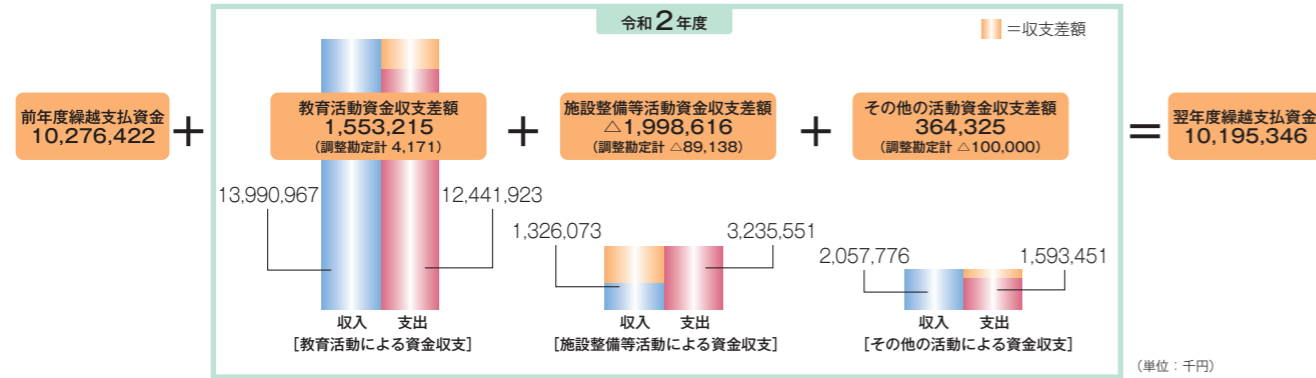 令和2年度
=収支差額
前年度繰越支払資金
10,276,422
+
教育活動資金収支差額
1,553,215
(調整勘定計 4,171)
+
施設整備等活動資金収支差額
△1,998,616
(調整勘定計 △89,138)
+
その他の活動資金収支差額
364,325
(調整勘定計 △100,000)
=
翌年度繰越支払資金
10,195,346
13,990,967
12,441,923
収入 支出
[教育活動による資金収支]
1,326,073
3,235,551
収入 支出
[施設整備等活動による資金収支]
2,057,776
1,593,451
収入 支出
[その他の活動による資金収支]
(単位:千円)